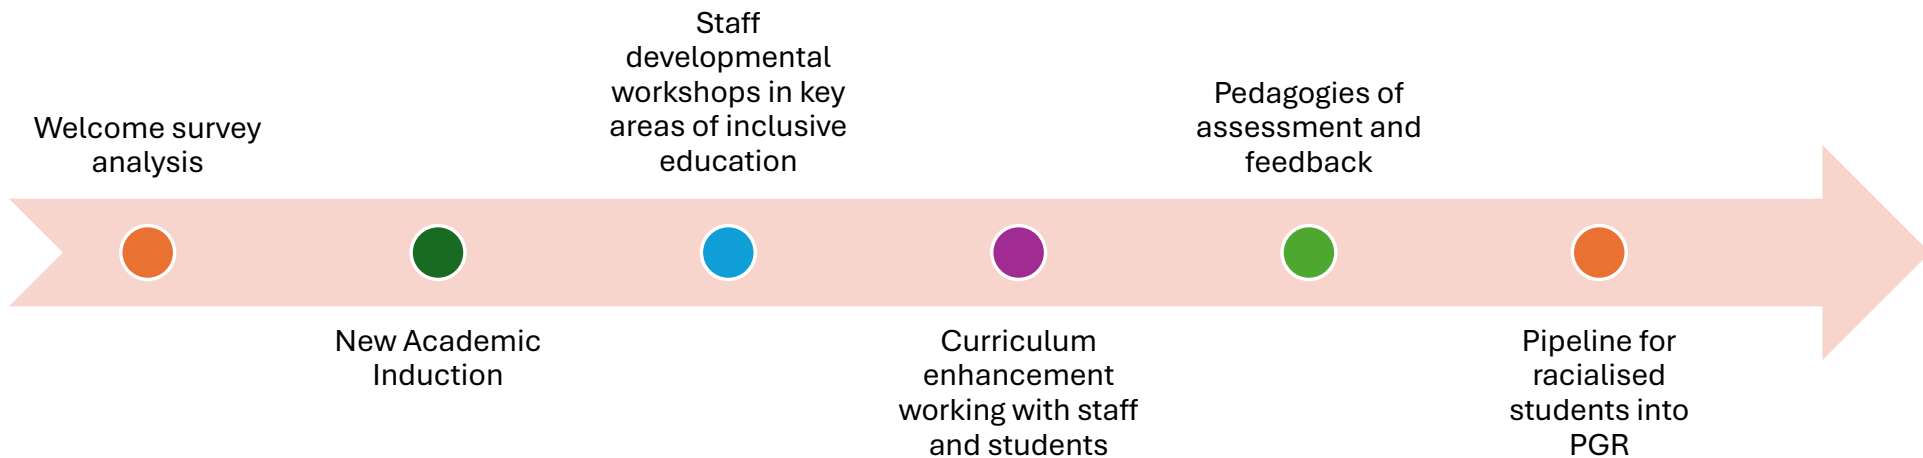 Welcome survey
analysis
New Academic
Induction
Staff
developmental
workshops in key
areas of inclusive
education
Curriculum
enhancement
working with staff
and students
Pedagogies of
assessment and
feedback
Pipeline for
racialised
students into
PGR